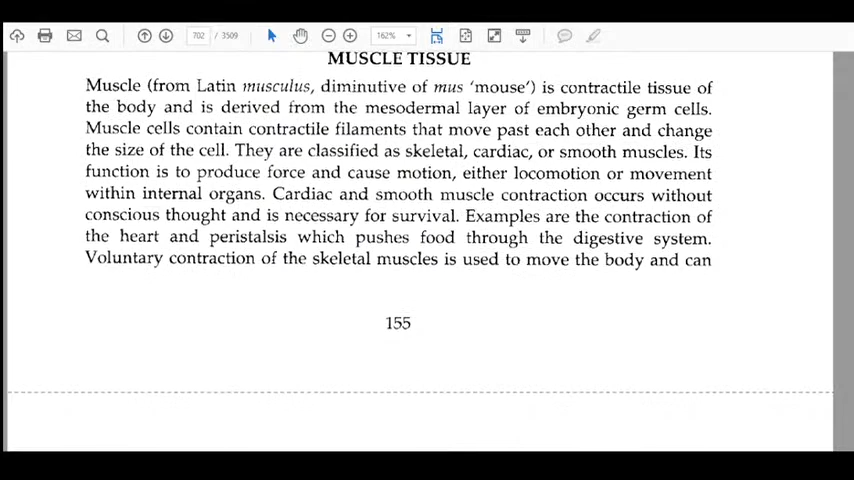 702 / 3509
162%
MUSCLE TISSUE
Muscle (from Latin musculus, diminutive of mus 'mouse') is contractile tissue of
the body and is derived from the mesodermal layer of embryonic germ cells.
Muscle cells contain contractile filaments that move past each other and change
the size of the cell. They are classified as skeletal, cardiac, or smooth muscles. Its
function is to produce force and cause motion, either locomotion or movement
within internal organs. Cardiac and smooth muscle contraction occurs without
conscious thought and is necessary for survival. Examples are the contraction of
the heart and peristalsis which pushes food through the digestive system.
Voluntary contraction of the skeletal muscles is used to move the body and can
155